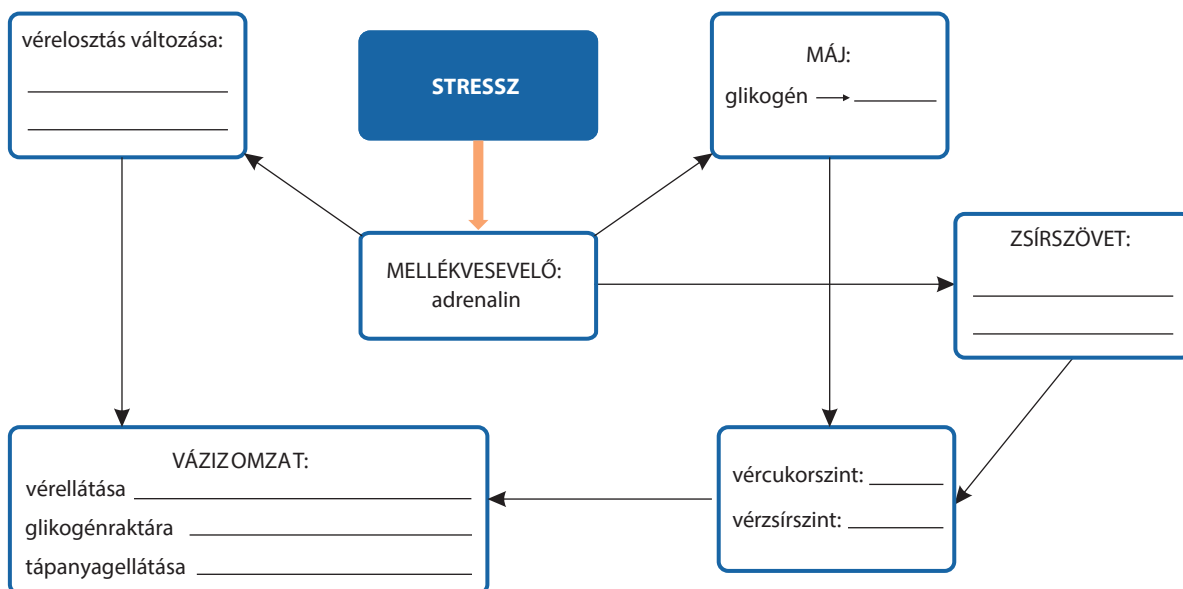 vérelosztás változása:
STRESSZ
MÁJ:
glikogén
MELLÉKVESEVELŐ:
adrenalin
ZSÍRSZÖVET:
VÁZIZOMZAT:
vérellátása
glikogénraktára
tápanyagellátása
vércukorszint:
vérzsírszint: